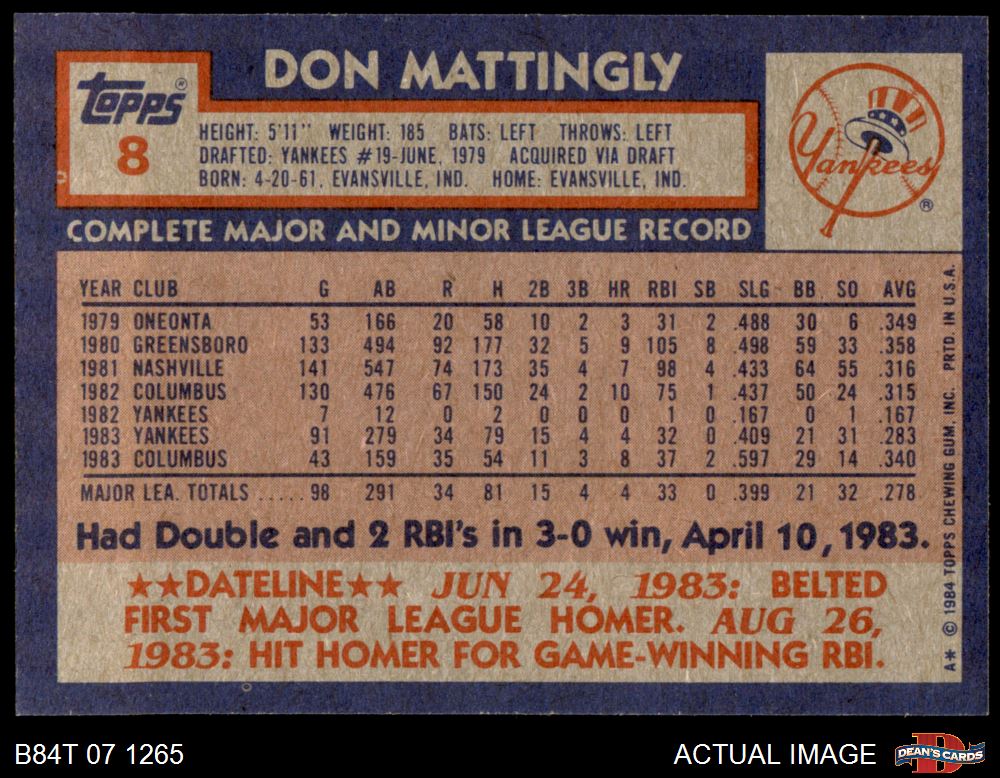 DON MATTINGLY
Topps®
8
HEIGHT: 5'11" WEIGHT: 185 BATS: LEFT THROWS: LEFT
DRAFTED: YANKEES #19-JUNE, 1979 ACQUIRED VIA DRAFT
BORN: 4-20-61, EVANSVILLE, IND. HOME: EVANSVILLE, IND.
Yankees
®
COMPLETE MAJOR AND MINOR LEAGUE RECORD
YEAR CLUB G AB R H 2B 3B HR RBI SB SLG BB SO AVG
1979 ONEONTA 53 166 20 58 10 2 3 31 2 .488 30 6 .349
1980 GREENSBORO 133 494 92 177 32 5 9 105 8 .498 59 33 .358
1981 NASHVILLE 141 547 74 173 35 4 7 98 4 .433 64 55 .316
1982 COLUMBUS 130 476 67 150 24 2 10 75 1 .437 50 24 .315
1982 YANKEES 7 12 0 2 0 0 0 1 0 .167 0 1 .167
1983 YANKEES 91 279 34 79 15 4 4 32 0 .409 21 31 .283
1983 COLUMBUS 43 159 35 54 11 3 8 37 2 .597 29 14 .340
MAJOR LEA. TOTALS ..... 98 291 34 81 15 4 4 33 0 .399 21 32 .278
Had Double and 2 RBI's in 3-0 win, April 10, 1983.
★★DATELINE★★ JUN 24, 1983: BELTED
FIRST MAJOR LEAGUE HOMER. AUG 26,
1983: HIT HOMER FOR GAME-WINNING RBI.
A* © 1984 TOPPS CHEWING GUM, INC. PRTD IN U.S.A.
B84T 07 1265
ACTUAL IMAGE
D
DEAN'S CARDS